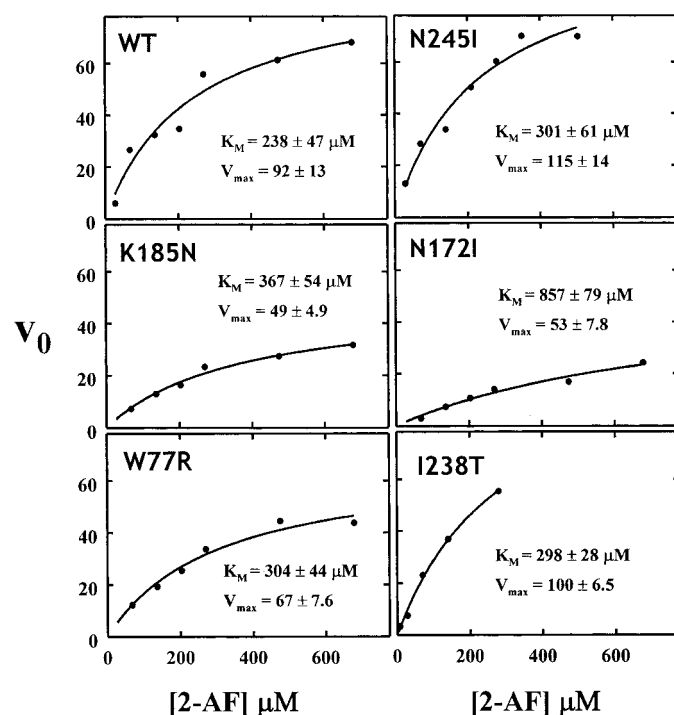 WT
60
40
20
0
K_M = 238 ± 47 μM
V_max = 92 ± 13
N245I
K_M = 301 ± 61 μM
V_max = 115 ± 14
K185N
60
40
20
0
K_M = 367 ± 54 μM
V_max = 49 ± 4.9
N172I
K_M = 857 ± 79 μM
V_max = 53 ± 7.8
V_0
W77R
60
40
20
0
K_M = 304 ± 44 μM
V_max = 67 ± 7.6
I238T
K_M = 298 ± 28 μM
V_max = 100 ± 6.5
200 400 600
0 200 400 600
[2-AF] μM
[2-AF] μM